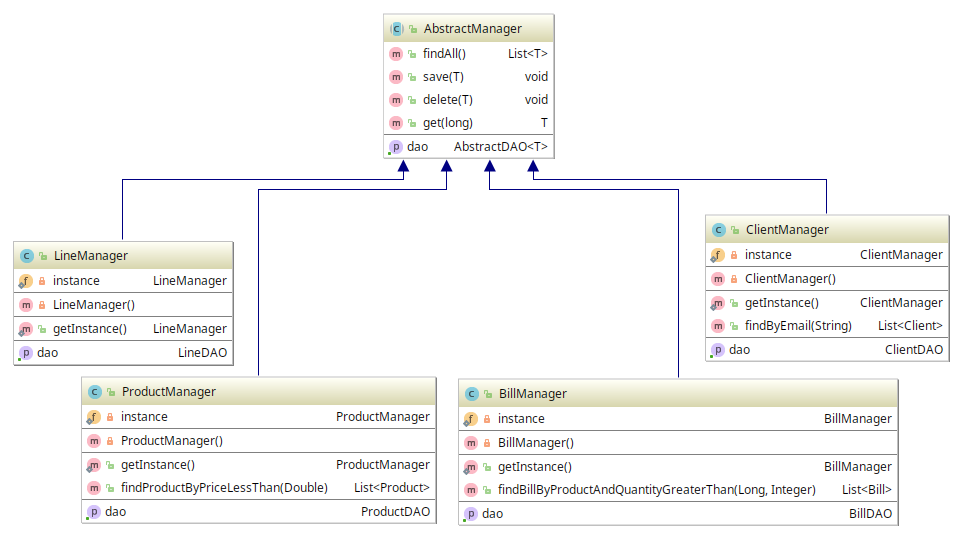 AbstractManager
findAll() List<T>
save(T) void
delete(T) void
get(long) T
dao AbstractDAO<T>
LineManager
instance LineManager
LineManager()
getInstance() LineManager
dao LineDAO
ClientManager
instance ClientManager
ClientManager()
getInstance() ClientManager
findByEmail(String) List<Client>
dao ClientDAO
ProductManager
instance ProductManager
ProductManager()
getInstance() ProductManager
findProductByPriceLessThan(Double) List<Product>
dao ProductDAO
BillManager
instance BillManager
BillManager()
getInstance() BillManager
findBillByProductAndQuantityGreaterThan(Long, Integer) List<Bill>
dao BillDAO